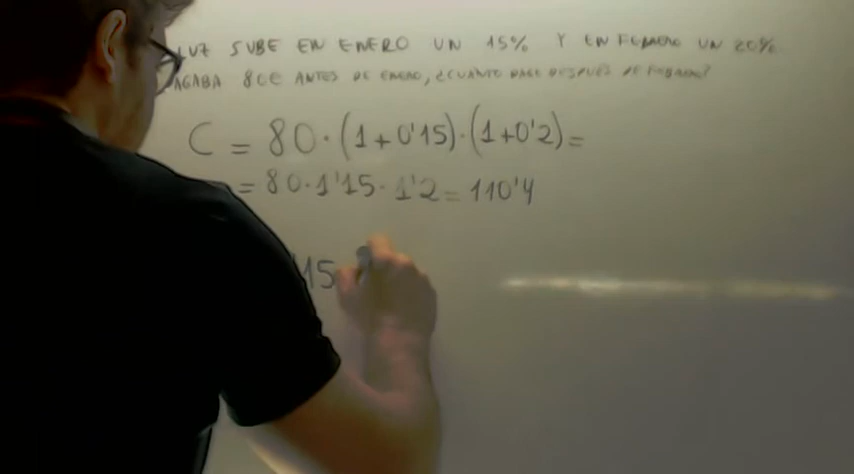 LUZ SUBE EN ENERO UN 15% Y EN FEBRERO UN 20%
PAGABA 80€ ANTES DE ENERO, ¿CUÁNTO PAGO DESPUÉS DE FEBRERO?
C = 80·(1+0'15)·(1+0'2)=
= 80·1'15·1'2 = 110'4
'15